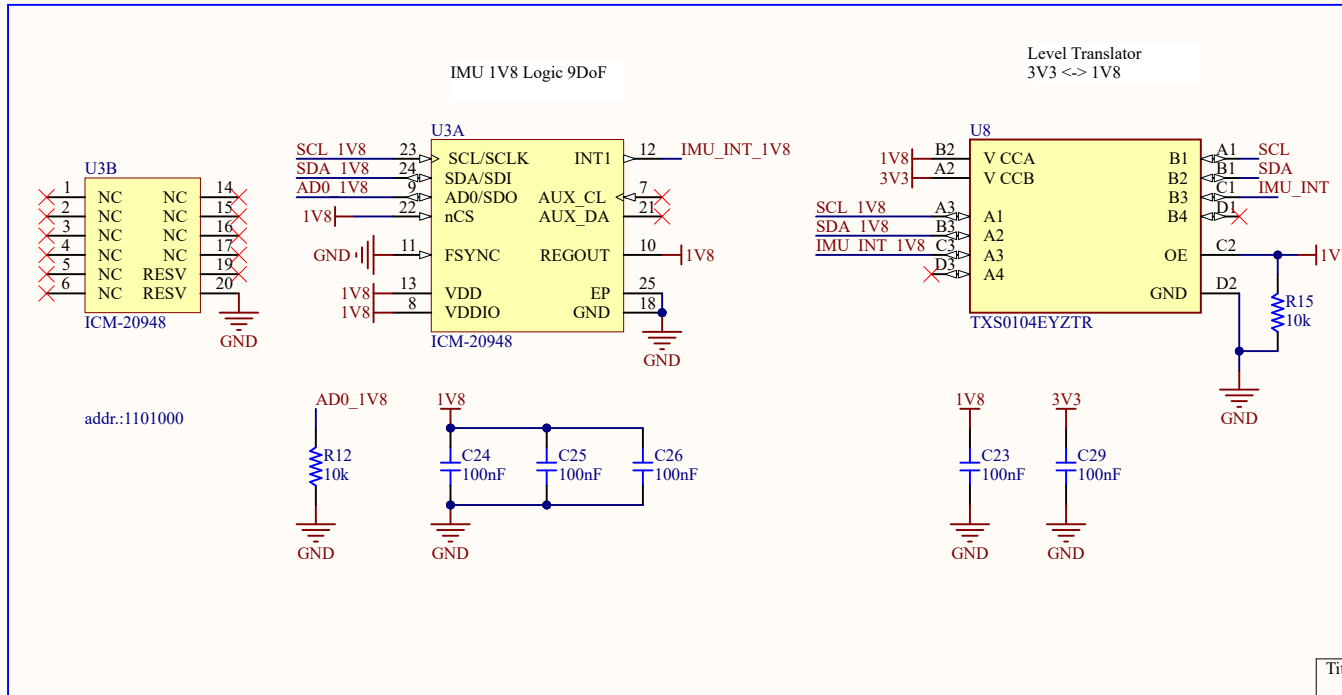 Level Translator
3V3 <-> 1V8
IMU 1V8 Logic 9DoF
U3B
1 NC NC 14
2 NC NC 15
3 NC NC 16
4 NC NC 17
5 NC RESV 19
6 NC RESV 20
ICM-20948
GND
addr.:1101000
U3A
SCL_1V8 23 SCL/SCLK INT1 12 IMU_INT_1V8
SDA_1V8 24 SDA/SDI
AD0_1V8 9 AD0/SDO AUX_CL 7
1V8 22 nCS AUX_DA 21
GND 11 FSYNC REGOUT 10 1V8
1V8 13 VDD EP 25
1V8 8 VDDIO GND 18
ICM-20948
GND
U8
1V8 B2 V CCA B1 A1 SCL
3V3 A2 V CCB B2 B1 SDA
B3 C1 IMU_INT
SCL_1V8 A3 A1 B4 D1
SDA_1V8 B3 A2
IMU_INT_1V8 C3 A3 OE C2 1V
D3 A4
GND D2
TXS0104EYZTR
R15
10k
GND
AD0_1V8
R12
10k
GND
1V8
C24
100nF
C25
100nF
C26
100nF
GND
1V8
C23
100nF
GND
3V3
C29
100nF
GND
Tit